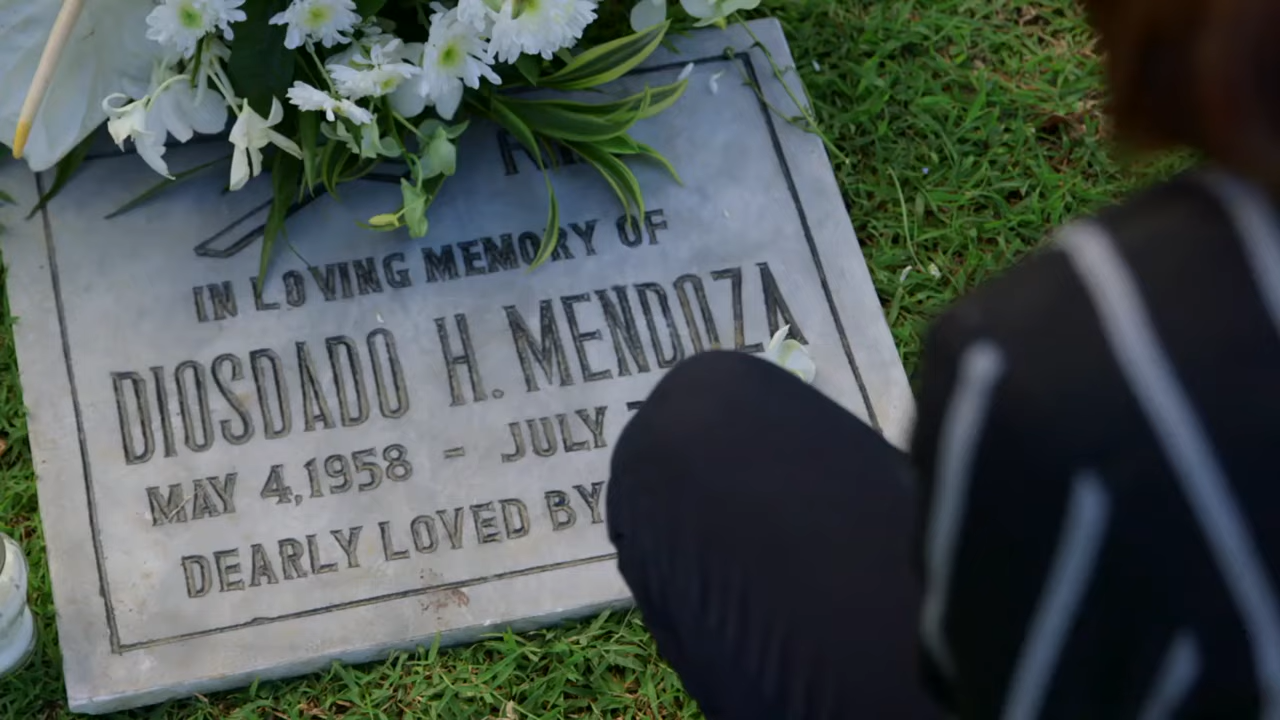 IN LOVING MEMORY OF
DIOSDADO H. MENDOZA
MAY 4, 1958 - JULY
DEARLY LOVED BY